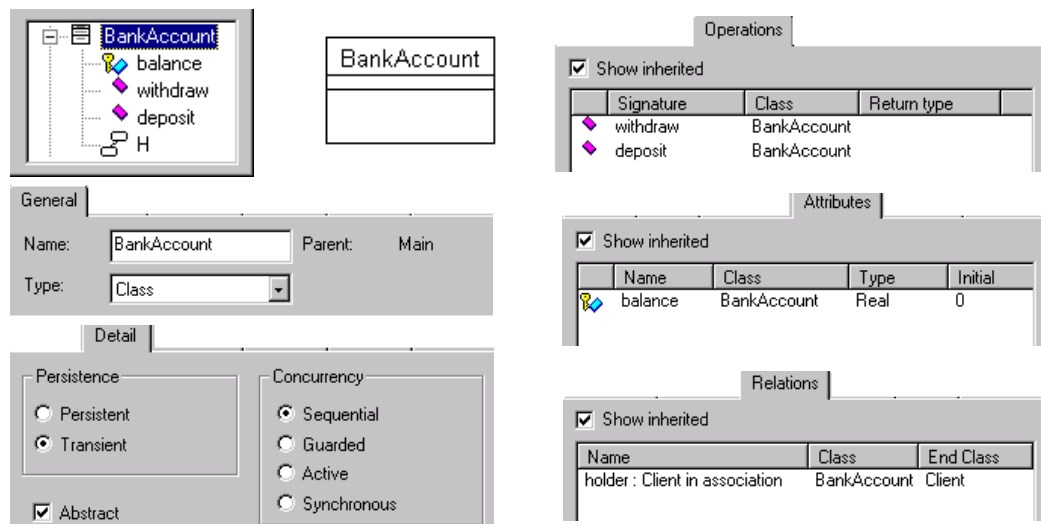 BankAccount
balance
withdraw
deposit
H
BankAccount
Operations
Show inherited
Signature Class Return type
withdraw BankAccount
deposit BankAccount
General
Name: BankAccount Parent: Main
Type: Class
Attributes
Show inherited
Name Class Type Initial
balance BankAccount Real 0
Detail
Persistence
Persistent
Transient
Abstract
Concurrency
Sequential
Guarded
Active
Synchronous
Relations
Show inherited
Name Class End Class
holder : Client in association BankAccount Client